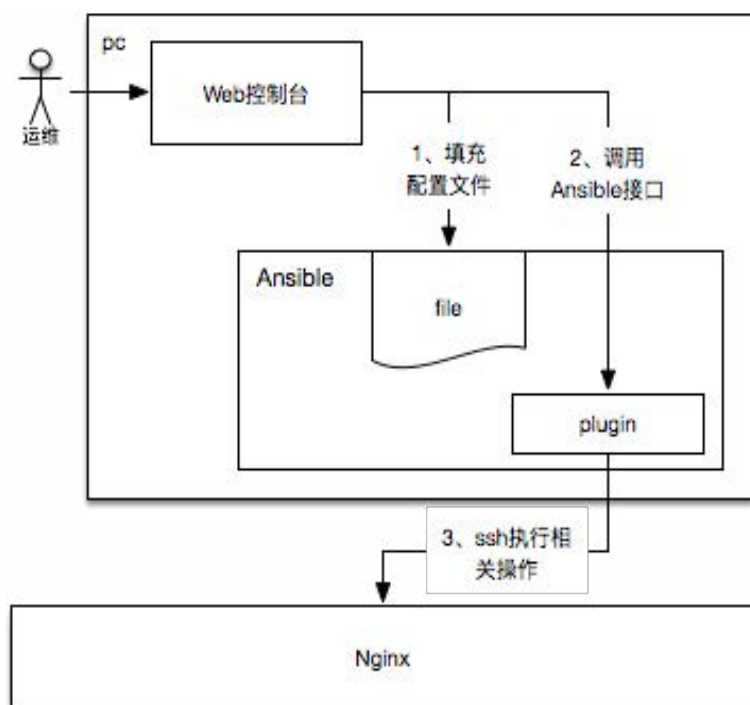 pc
Web控制台
运维
1、填充
配置文件
2、调用
Ansible接口
Ansible
file
plugin
3、ssh执行相
关操作
Nginx